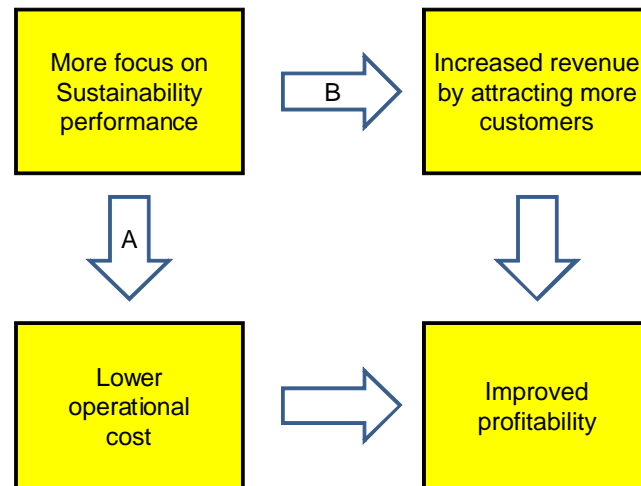 More focus on
Sustainability
performance
B
Increased revenue
by attracting more
customers
A
Lower
operational
cost
Improved
profitability